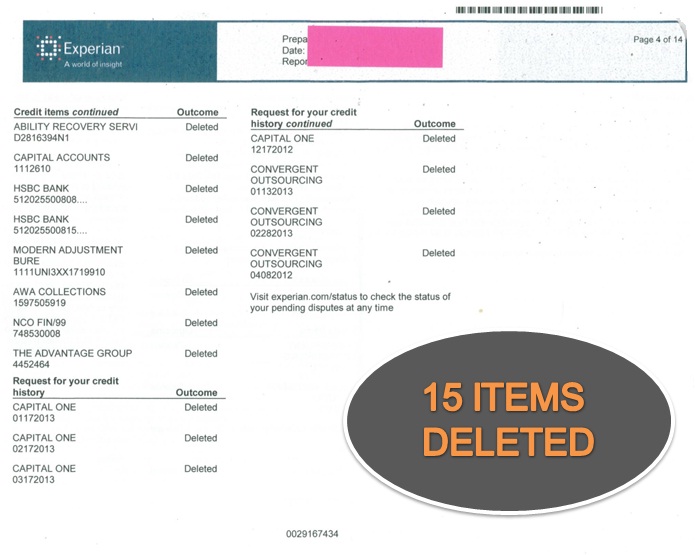 Experian
A world of insight
Prepa
Date:
Repor
Page 4 of 14
Credit items continued Outcome
ABILITY RECOVERY SERVI Deleted
D2816394N1
CAPITAL ACCOUNTS Deleted
1112610
HSBC BANK Deleted
512025500808....
HSBC BANK Deleted
512025500815....
MODERN ADJUSTMENT Deleted
BURE
1111UNI3XX1719910
AWA COLLECTIONS Deleted
1597505919
NCO FIN/99 Deleted
748530008
THE ADVANTAGE GROUP Deleted
4452464
Request for your credit
history Outcome
CAPITAL ONE Deleted
01172013
CAPITAL ONE Deleted
02172013
CAPITAL ONE Deleted
03172013
Request for your credit
history continued Outcome
CAPITAL ONE Deleted
12172012
CONVERGENT Deleted
OUTSOURCING
01132013
CONVERGENT Deleted
OUTSOURCING
02282013
CONVERGENT Deleted
OUTSOURCING
04082012
Visit experian.com/status to check the status of
your pending disputes at any time
15 ITEMS
DELETED
0029167434